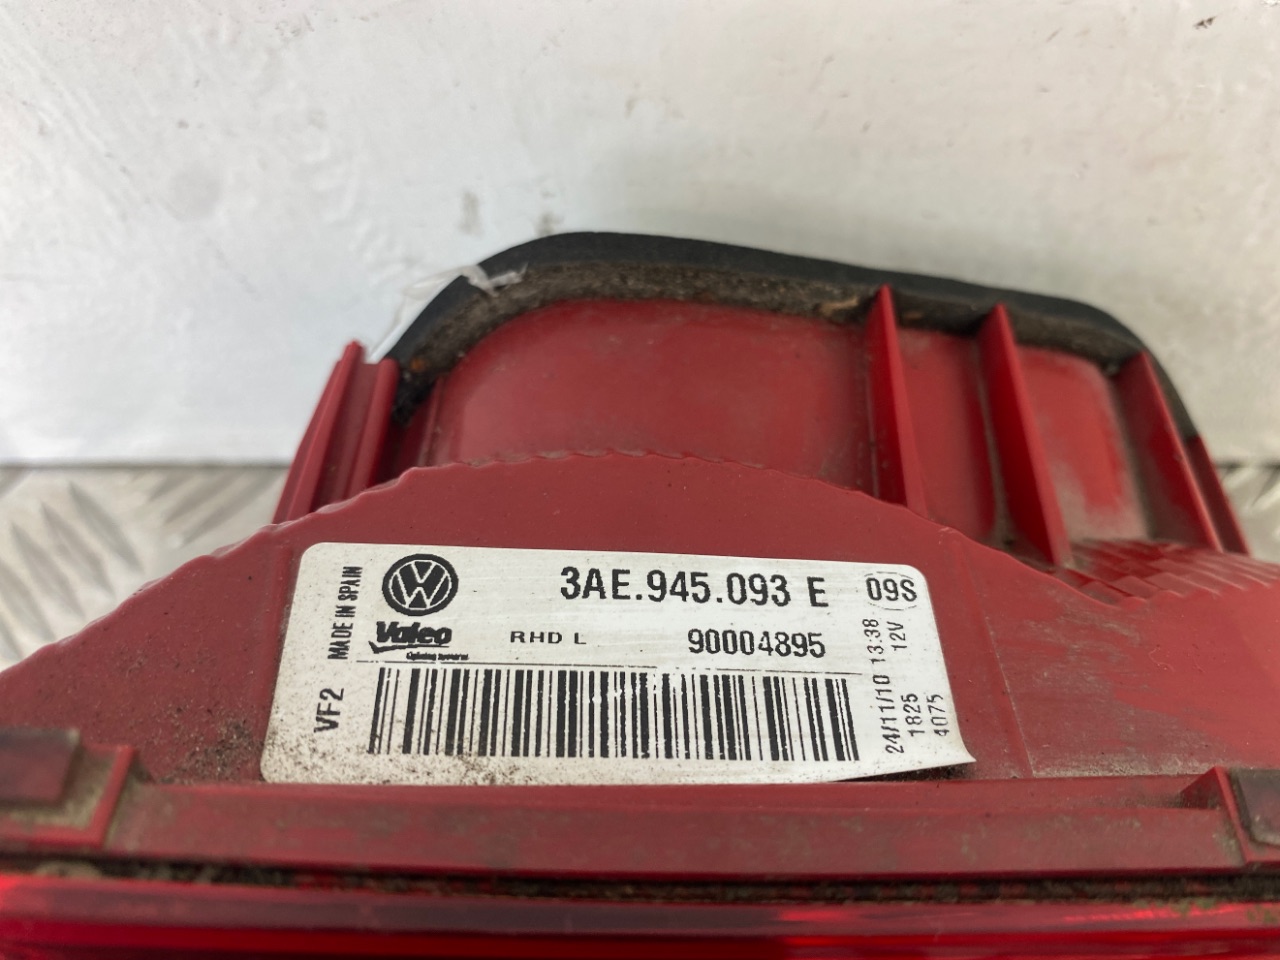 MADE IN SPAIN
VF2
3AE.945.093 E
09S
Valeo
RHD L
90004895
24/11/10 13:38
1825 12V
4075